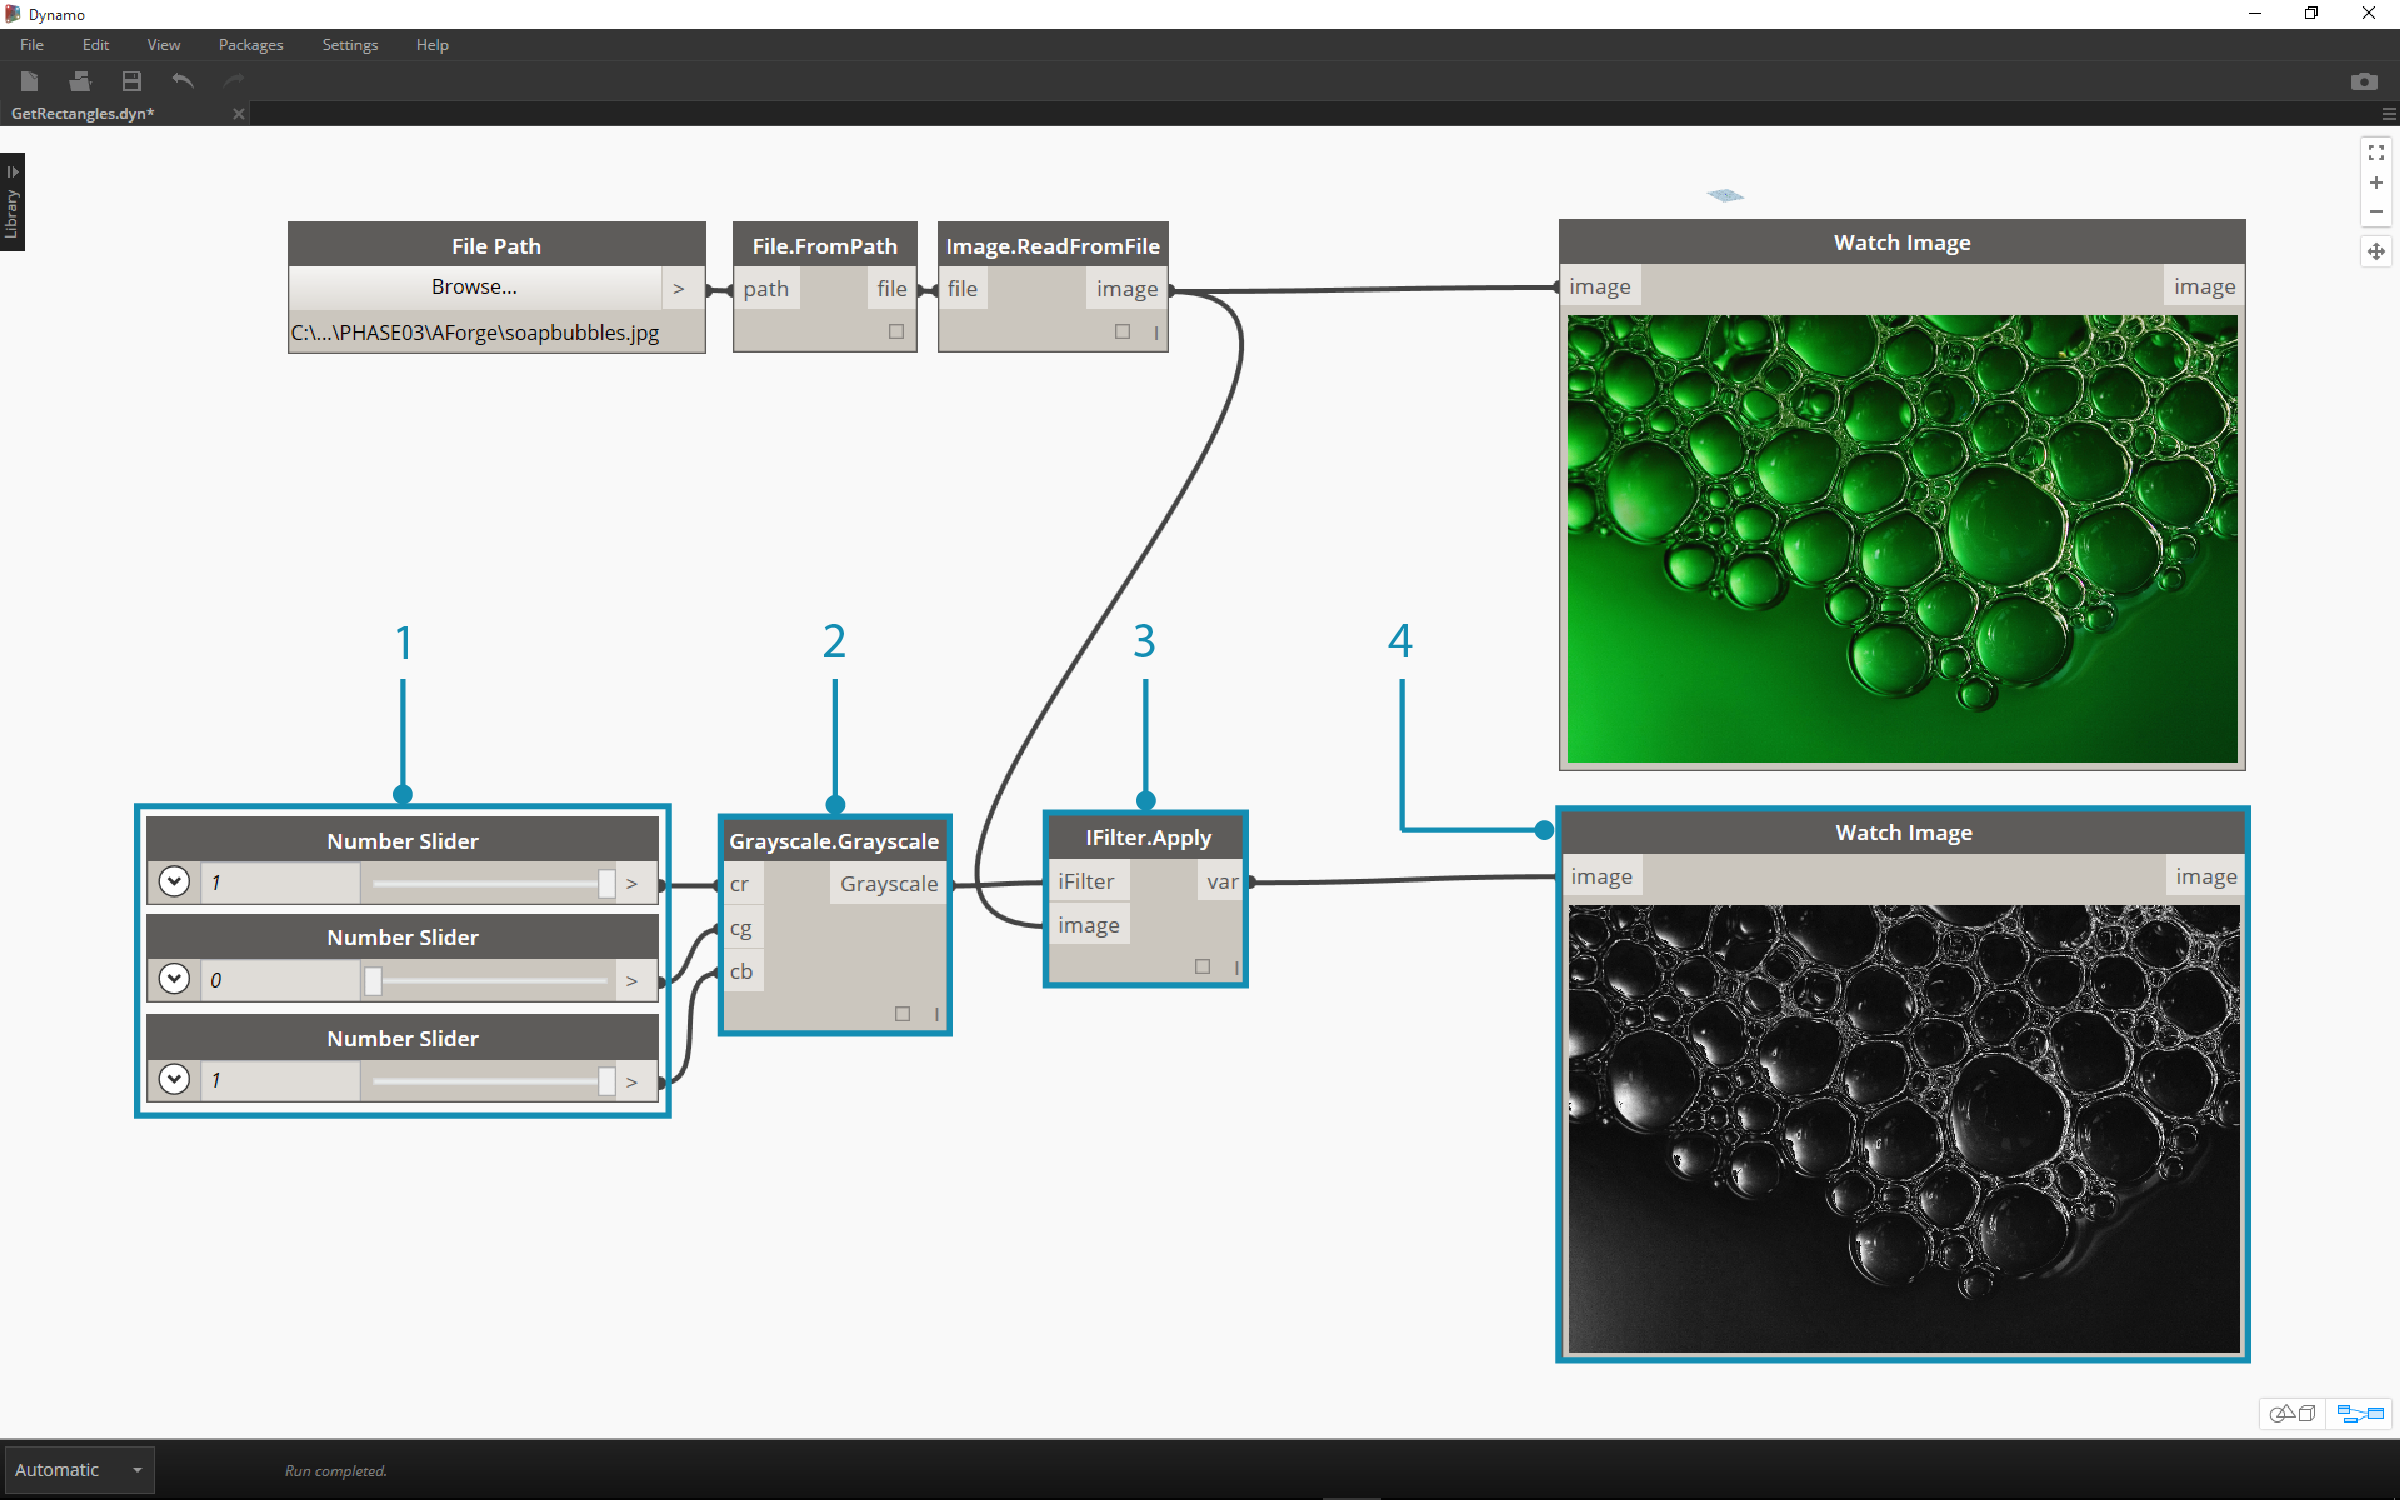 Dynamo
File Edit View Packages Settings Help
GetRectangles.dyn*
Library
File Path
Browse... >
C:\...\PHASE03\AForge\soapbubbles.jpg
File.FromPath
path file
Image.ReadFromFile
file image
Watch Image
image image
1
2
3
4
Number Slider
1 >
Number Slider
0 >
Number Slider
1 >
Grayscale.Grayscale
cr Grayscale
cg
cb
IFilter.Apply
iFilter var
image
Watch Image
image image
Automatic
Run completed.